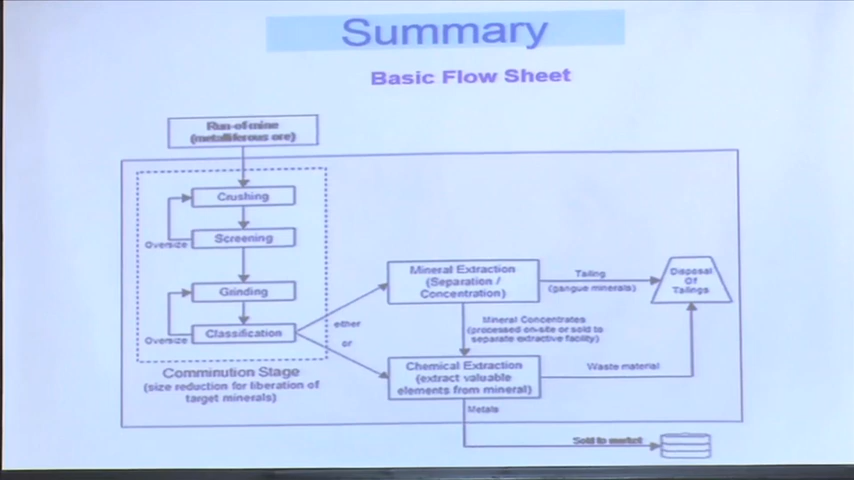 Summary
Basic Flow Sheet
Run-of-mine
(metalliferous ore)
Crushing
Oversize
Screening
Grinding
Oversize
Classification
Comminution Stage
(size reduction for liberation of
target minerals)
either
or
Mineral Extraction
(Separation /
Concentration)
Tailing
(gangue minerals)
Disposal
Of
Tailings
Mineral Concentrates
(processed on-site or sold to
separate extractive facility)
Chemical Extraction
(extract valuable
elements from mineral)
Waste material
Metals
Sold to market